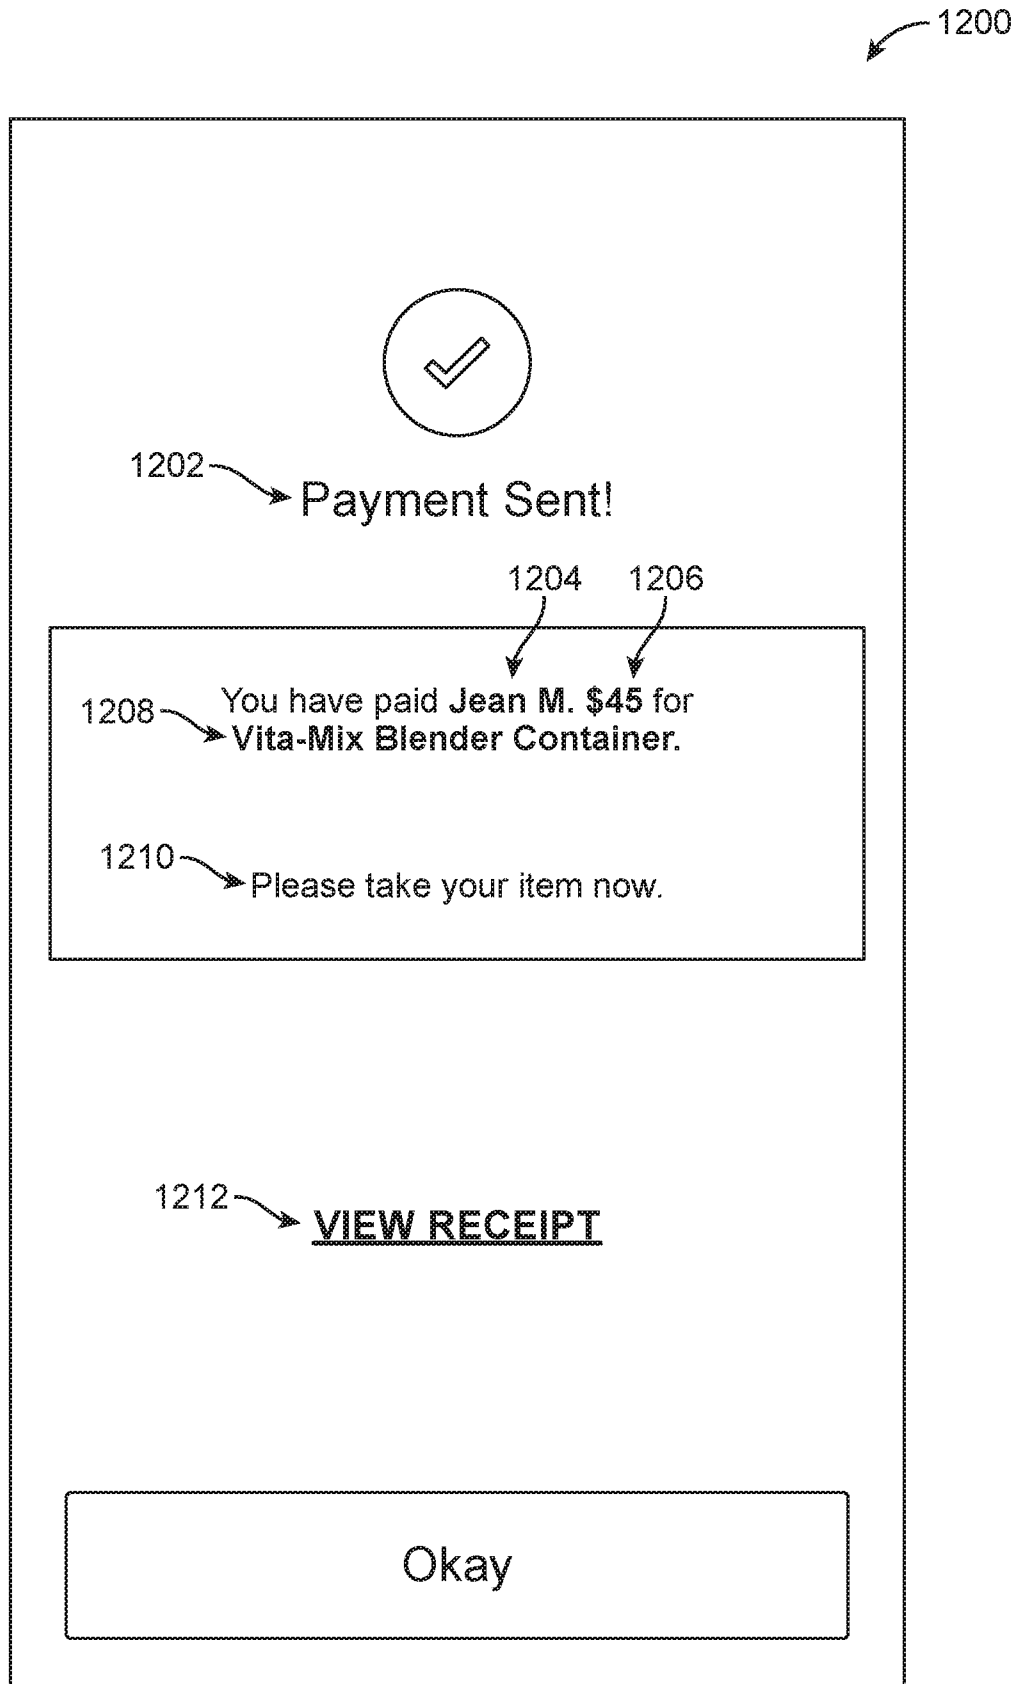 1200
1202
Payment Sent!
1204 1206
You have paid Jean M. $45 for
1208
Vita-Mix Blender Container.
1210
Please take your item now.
1212
VIEW RECEIPT
Okay